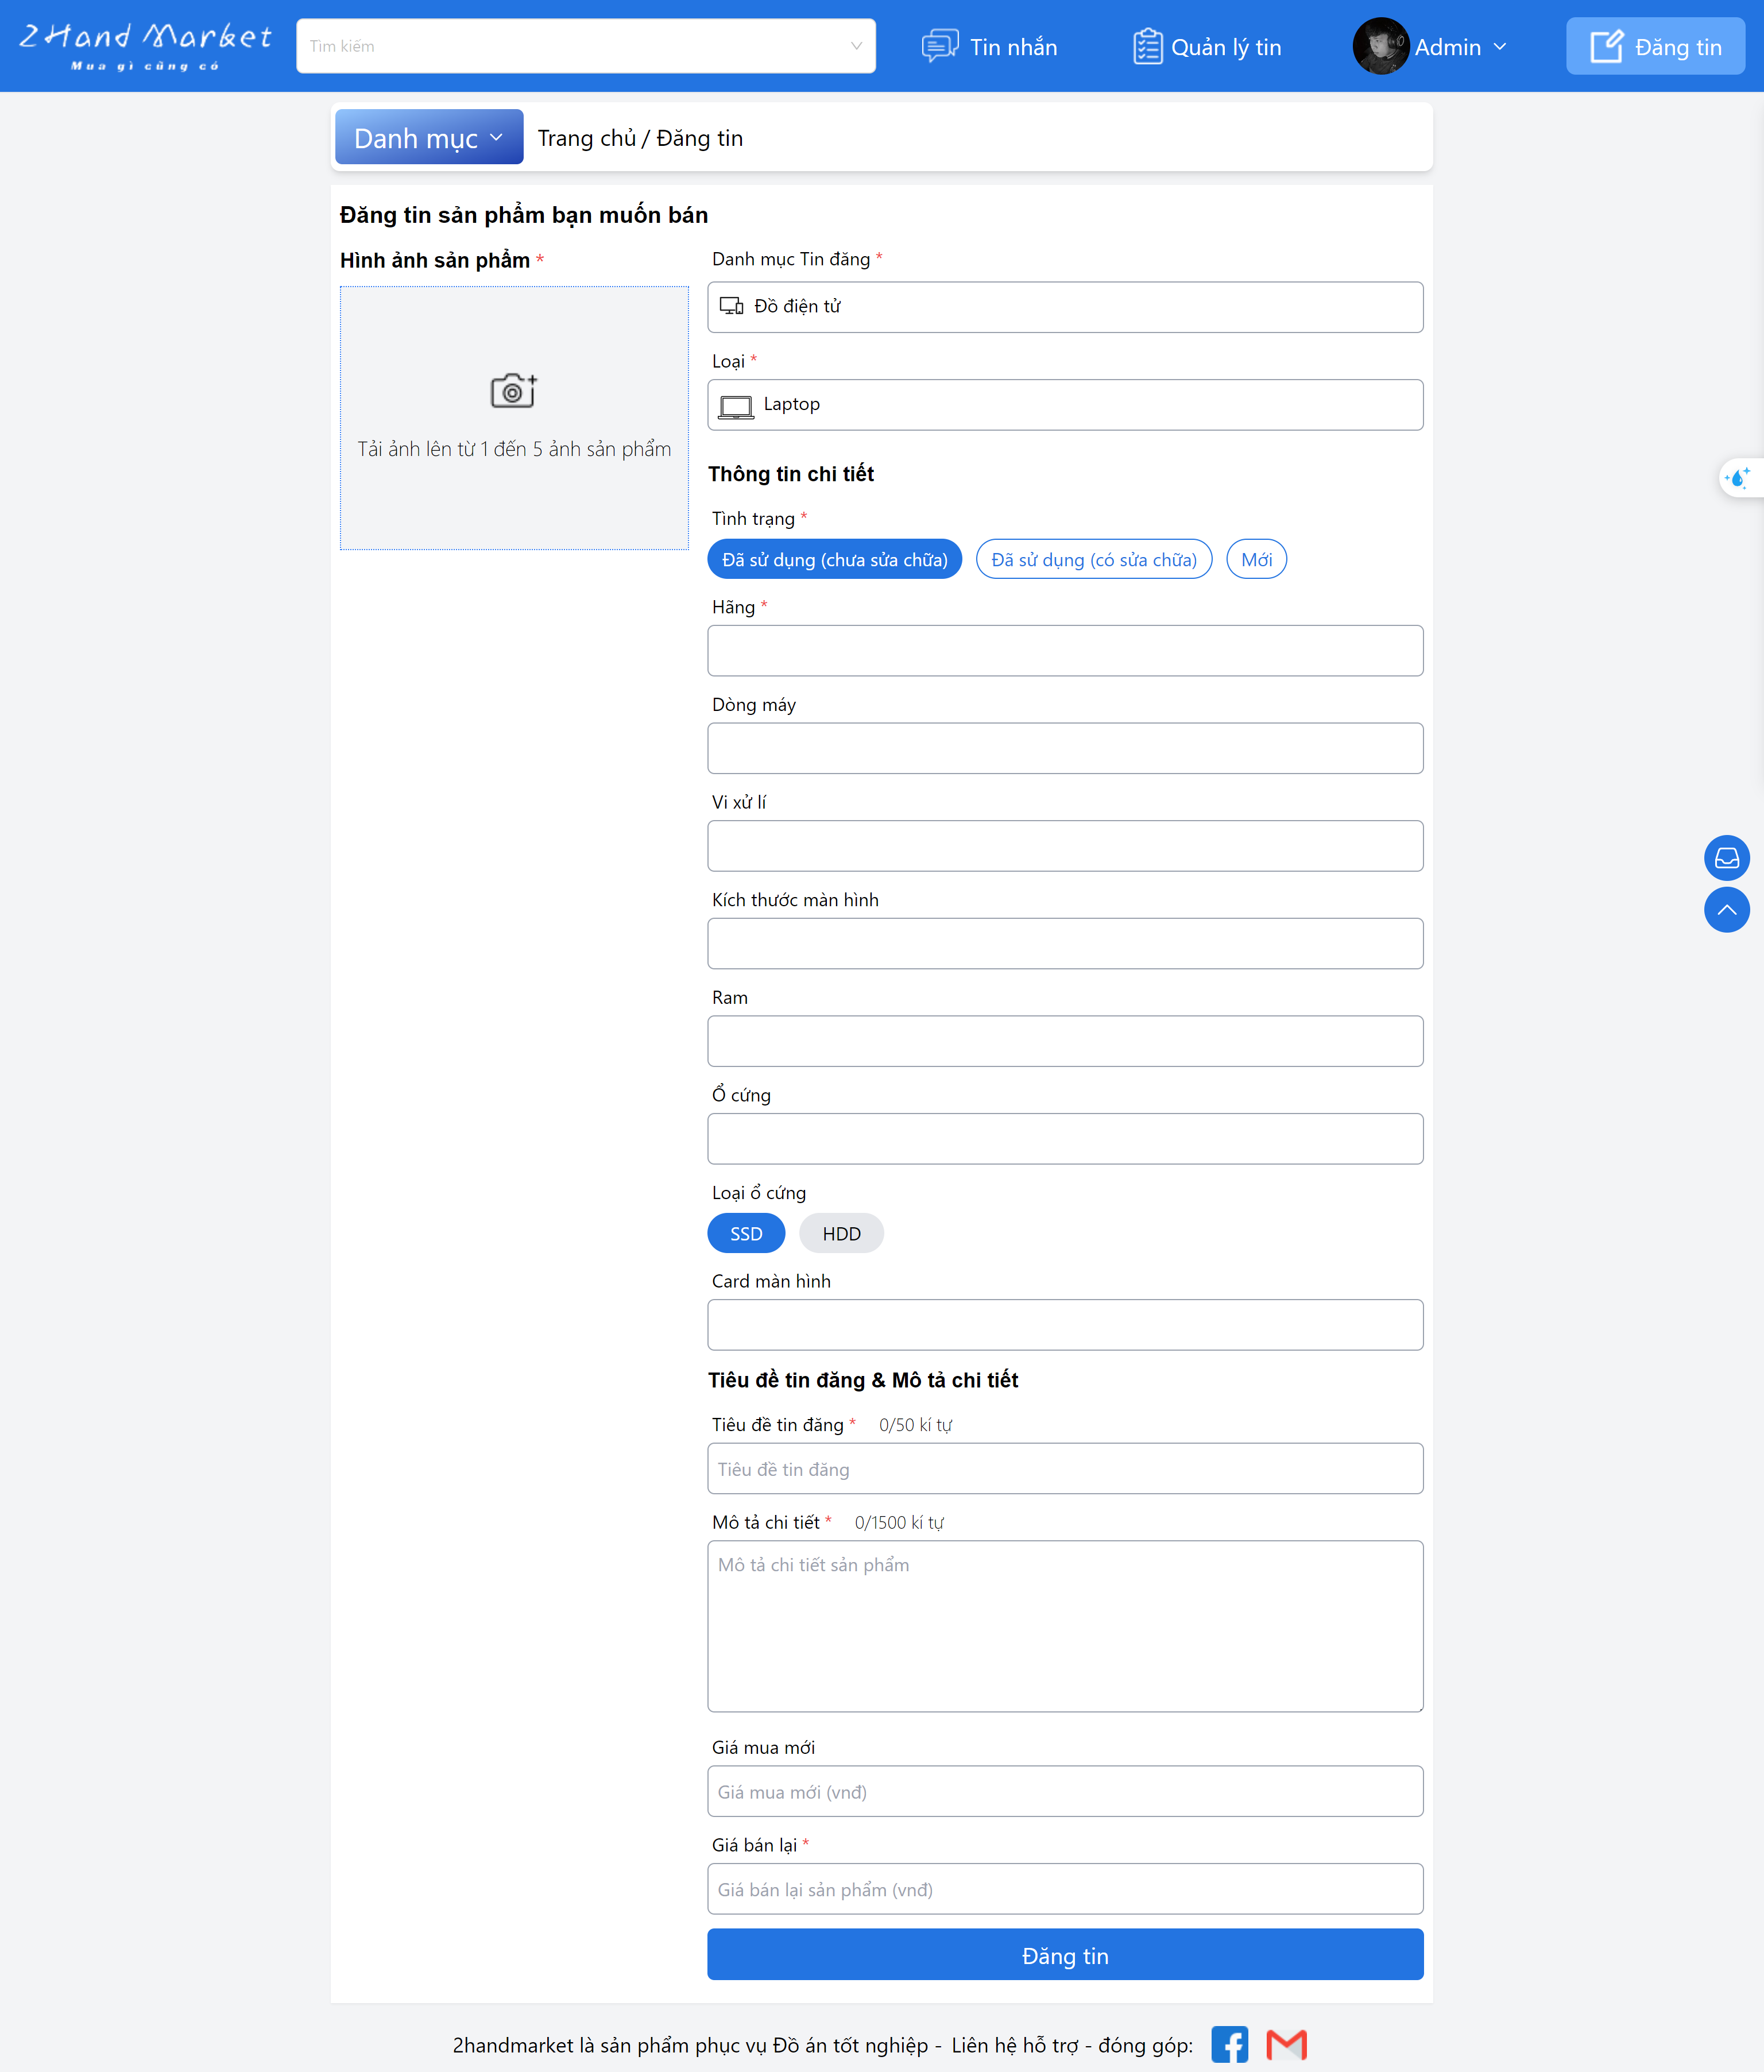 2Hand Market
Mua gì cũng có
Tìm kiếm
Tin nhắn
Quản lý tin
Admin
Đăng tin
Danh mục
Trang chủ / Đăng tin
Đăng tin sản phẩm bạn muốn bán
Hình ảnh sản phẩm *
Tải ảnh lên từ 1 đến 5 ảnh sản phẩm
Danh mục Tin đăng *
Đồ điện tử
Loại *
Laptop
Thông tin chi tiết
Tình trạng *
Đã sử dụng (chưa sửa chữa)
Đã sử dụng (có sửa chữa)
Mới
Hãng *
Dòng máy
Vi xử lí
Kích thước màn hình
Ram
Ổ cứng
Loại ổ cứng
SSD
HDD
Card màn hình
Tiêu đề tin đăng & Mô tả chi tiết
Tiêu đề tin đăng * 0/50 kí tự
Tiêu đề tin đăng
Mô tả chi tiết * 0/1500 kí tự
Mô tả chi tiết sản phẩm
Giá mua mới
Giá mua mới (vnđ)
Giá bán lại *
Giá bán lại sản phẩm (vnđ)
Đăng tin
2handmarket là sản phẩm phục vụ Đồ án tốt nghiệp - Liên hệ hỗ trợ - đóng góp: